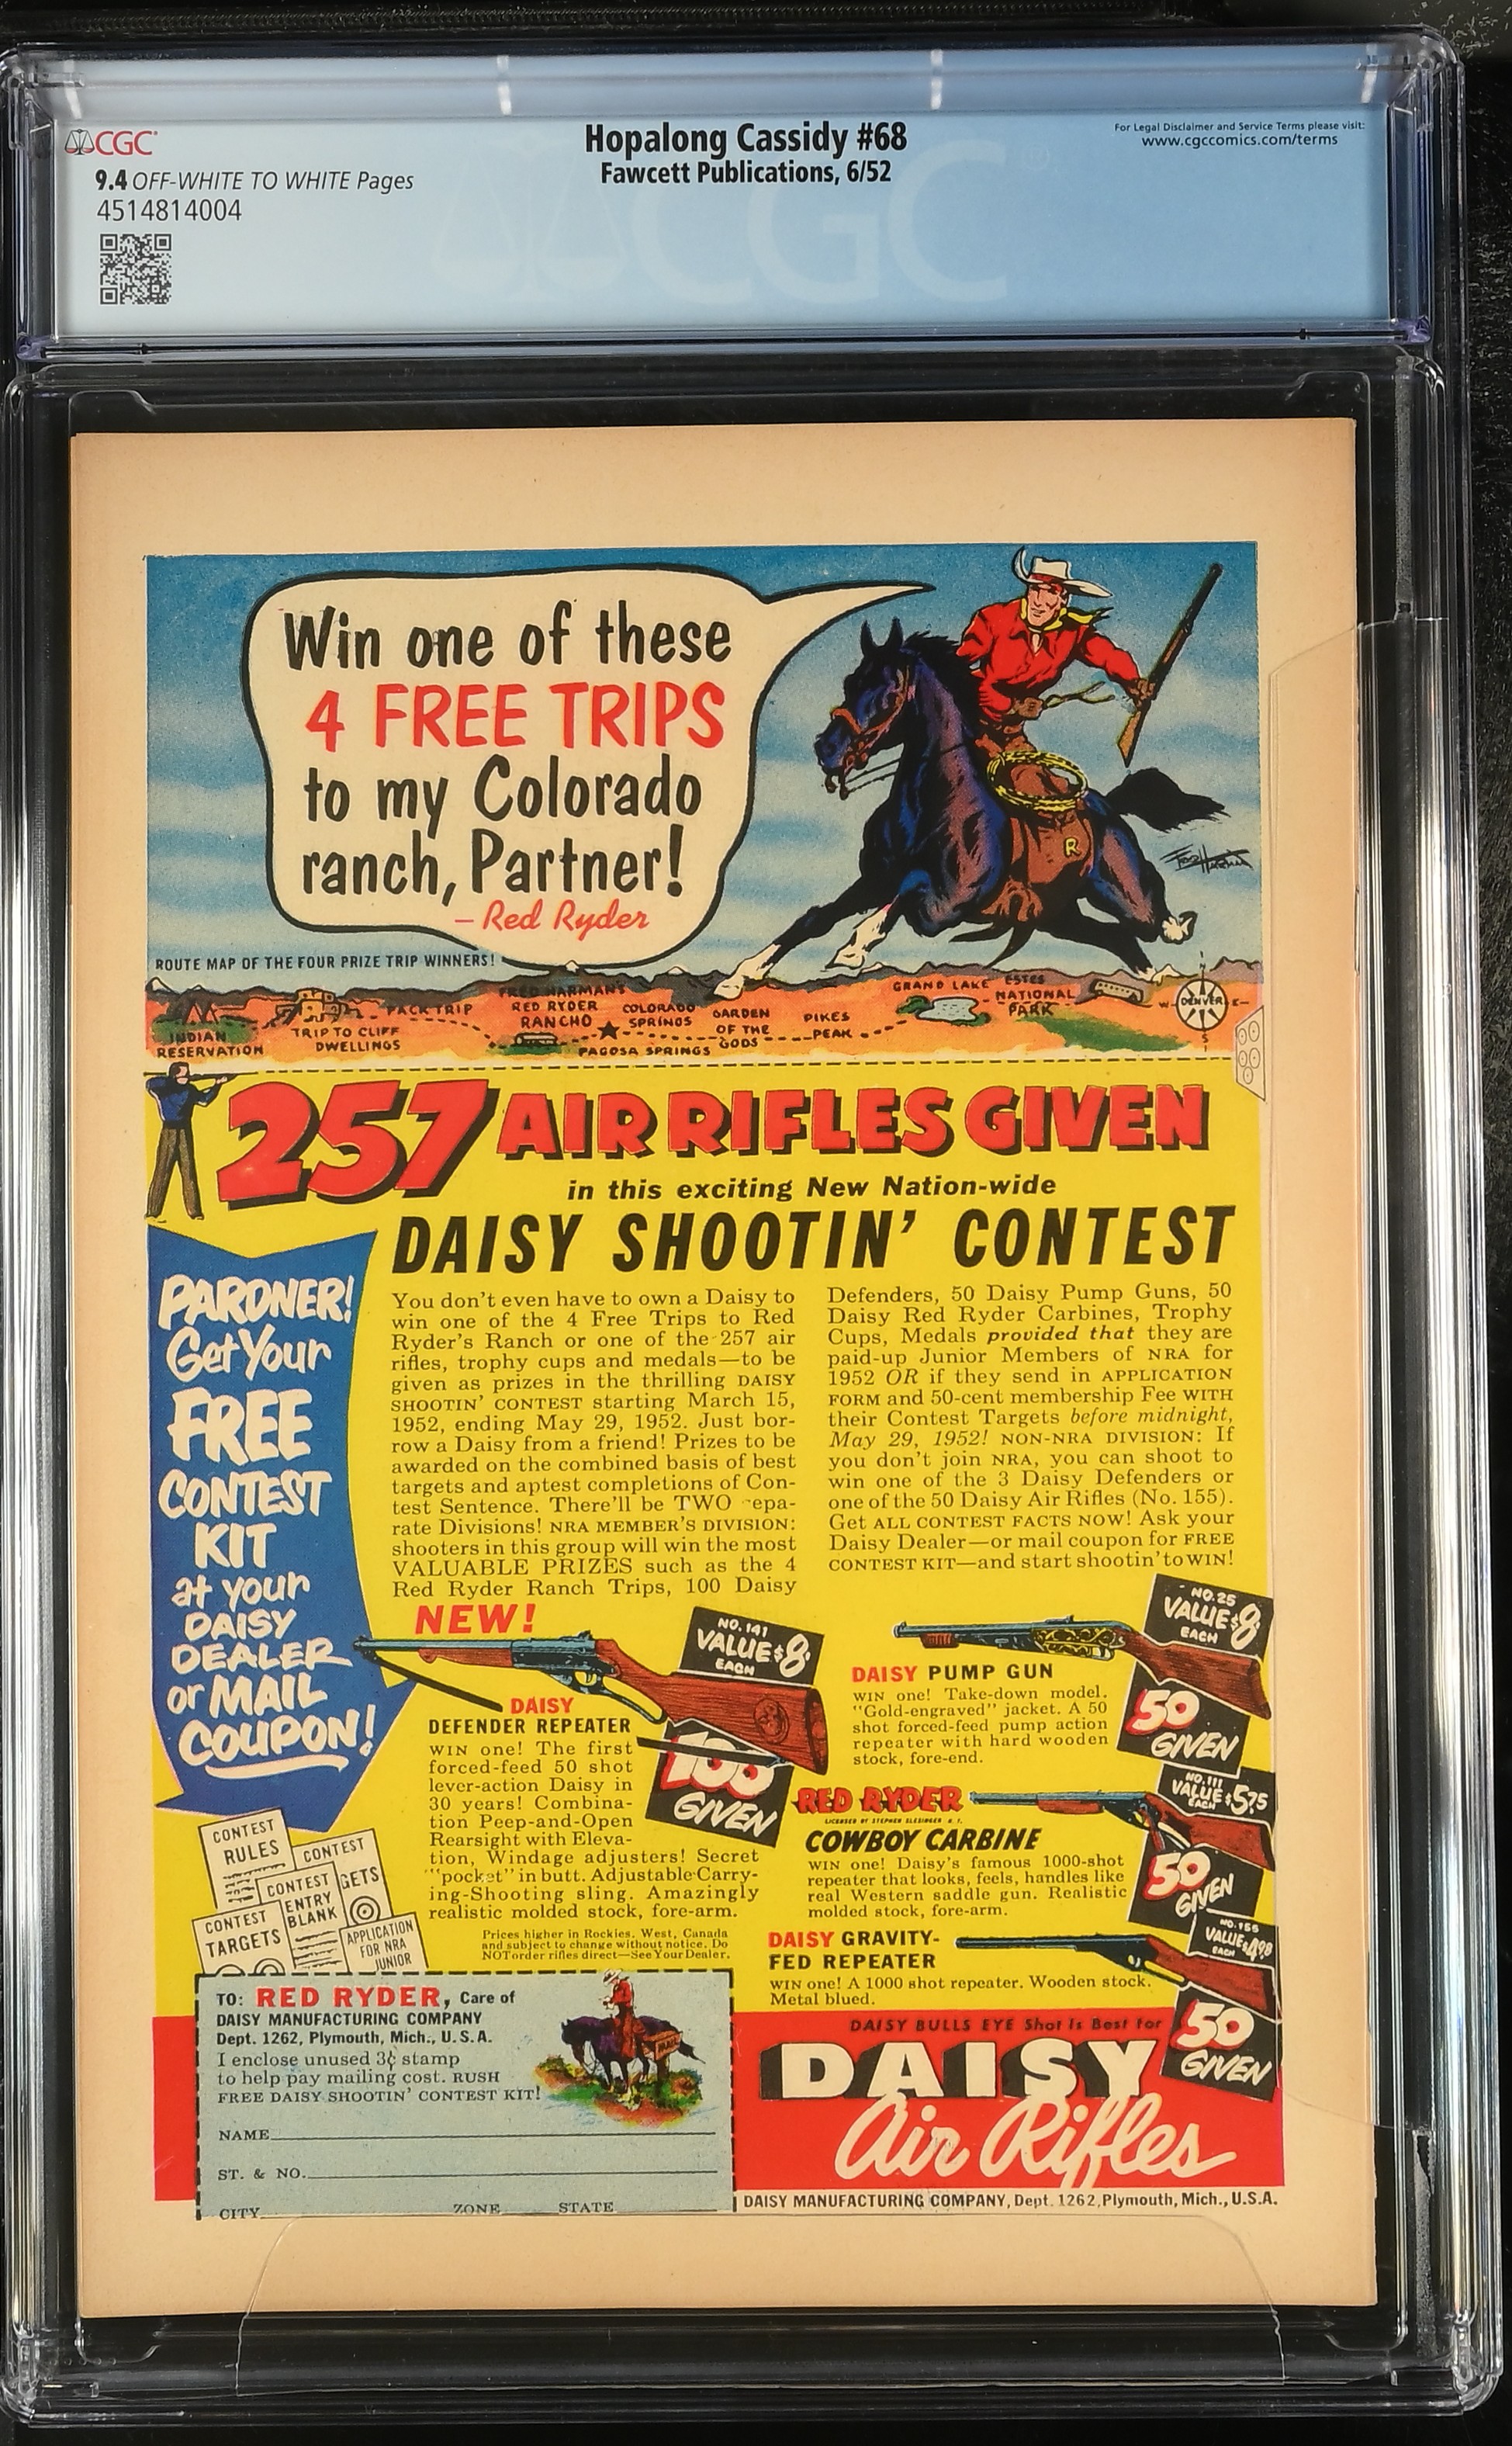 CGC
Hopalong Cassidy #68
Fawcett Publications, 6/52
For Legal Disclaimer and Service Terms please visit:
www.cgccomics.com/terms
9.4 OFF-WHITE TO WHITE Pages
4514814004
CGC
Win one of these
4 FREE TRIPS
to my Colorado
ranch, Partner!
– Red Ryder
R
Fred Harman
ROUTE MAP OF THE FOUR PRIZE TRIP WINNERS!
INDIAN
RESERVATION
TRIP TO CLIFF
DWELLINGS
PACK TRIP
FRED HARMAN'S
RED RYDER
RANCHO
PAGOSA SPRINGS
COLORADO
SPRINGS
GARDEN
OF THE
GODS
PIKES
PEAK
GRAND LAKE
ESTES
NATIONAL
PARK
N
W DENVER E
S
257 AIR RIFLES GIVEN
in this exciting New Nation-wide
DAISY SHOOTIN' CONTEST
PARDNER!
Get Your
FREE
CONTEST
KIT
at your
DAISY
DEALER
or MAIL
COUPON!
You don't even have to own a Daisy to
win one of the 4 Free Trips to Red
Ryder's Ranch or one of the 257 air
rifles, trophy cups and medals—to be
given as prizes in the thrilling DAISY
SHOOTIN' CONTEST starting March 15,
1952, ending May 29, 1952. Just bor-
row a Daisy from a friend! Prizes to be
awarded on the combined basis of best
targets and aptest completions of Con-
test Sentence. There'll be TWO epa-
rate Divisions! NRA MEMBER'S DIVISION:
shooters in this group will win the most
VALUABLE PRIZES such as the 4
Red Ryder Ranch Trips, 100 Daisy
Defenders, 50 Daisy Pump Guns, 50
Daisy Red Ryder Carbines, Trophy
Cups, Medals provided that they are
paid-up Junior Members of NRA for
1952 OR if they send in APPLICATION
FORM and 50-cent membership Fee WITH
their Contest Targets before midnight,
May 29, 1952! NON-NRA DIVISION: If
you don't join NRA, you can shoot to
win one of the 3 Daisy Defenders or
one of the 50 Daisy Air Rifles (No. 155).
Get ALL CONTEST FACTS NOW! Ask your
Daisy Dealer—or mail coupon for FREE
CONTEST KIT—and start shootin' to WIN!
NEW!
NO. 141
VALUE $8
EACH
DAISY
DEFENDER REPEATER
WIN one! The first
forced-feed 50 shot
lever-action Daisy in
30 years! Combina-
tion Peep-and-Open
Rearsight with Eleva-
tion, Windage adjusters! Secret
"pocket" in butt. Adjustable Carry-
ing-Shooting sling. Amazingly
realistic molded stock, fore-arm.
100
GIVEN
Prices higher in Rockies. West, Canada
and subject to change without notice. Do
NOT order rifles direct—See Your Dealer.
NO. 25
VALUE $8
EACH
DAISY PUMP GUN
WIN one! Take-down model.
"Gold-engraved" jacket. A 50
shot forced-feed pump action
repeater with hard wooden
stock, fore-end.
50
GIVEN
RED RYDER
LICENSED BY STEPHEN SLESINGER N.Y.
COWBOY CARBINE
NO. 111
VALUE $5.75
EACH
WIN one! Daisy's famous 1000-shot
repeater that looks, feels, handles like
real Western saddle gun. Realistic
molded stock, fore-arm.
50
GIVEN
DAISY GRAVITY-
FED REPEATER
NO. 155
VALUE $4.98
EACH
WIN one! A 1000 shot repeater. Wooden stock.
Metal blued.
50
GIVEN
CONTEST
RULES
CONTEST
GETS
CONTEST
ENTRY
BLANK
CONTEST
TARGETS
APPLICATION
FOR NRA
JUNIOR
TO: RED RYDER, Care of
DAISY MANUFACTURING COMPANY
Dept. 1262, Plymouth, Mich., U.S.A.
I enclose unused 3¢ stamp
to help pay mailing cost. RUSH
FREE DAISY SHOOTIN' CONTEST KIT!
MAIL
NAME
ST. & NO.
CITY ZONE STATE
DAISY BULLS EYE Shot Is Best for
DAISY
Air Rifles
DAISY MANUFACTURING COMPANY, Dept. 1262, Plymouth, Mich., U.S.A.